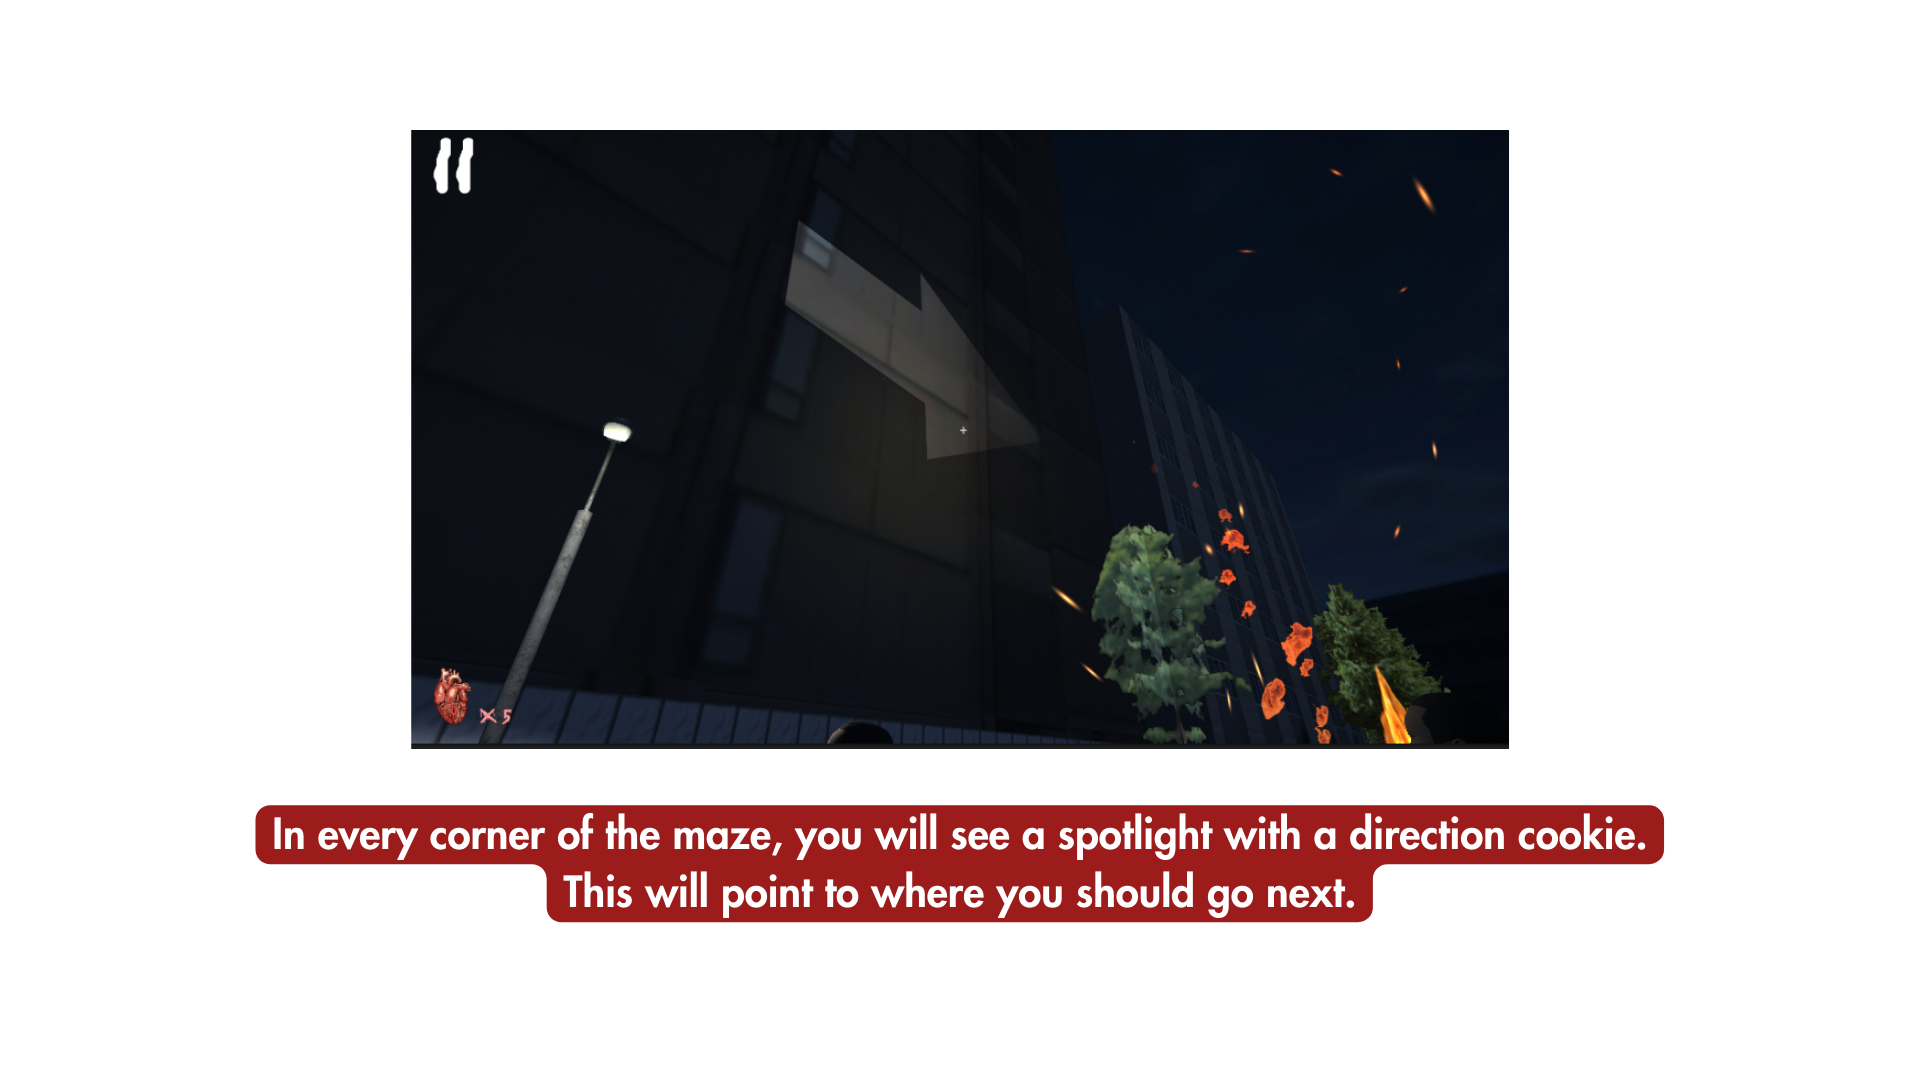 × 5
In every corner of the maze, you will see a spotlight with a direction cookie.
This will point to where you should go next.